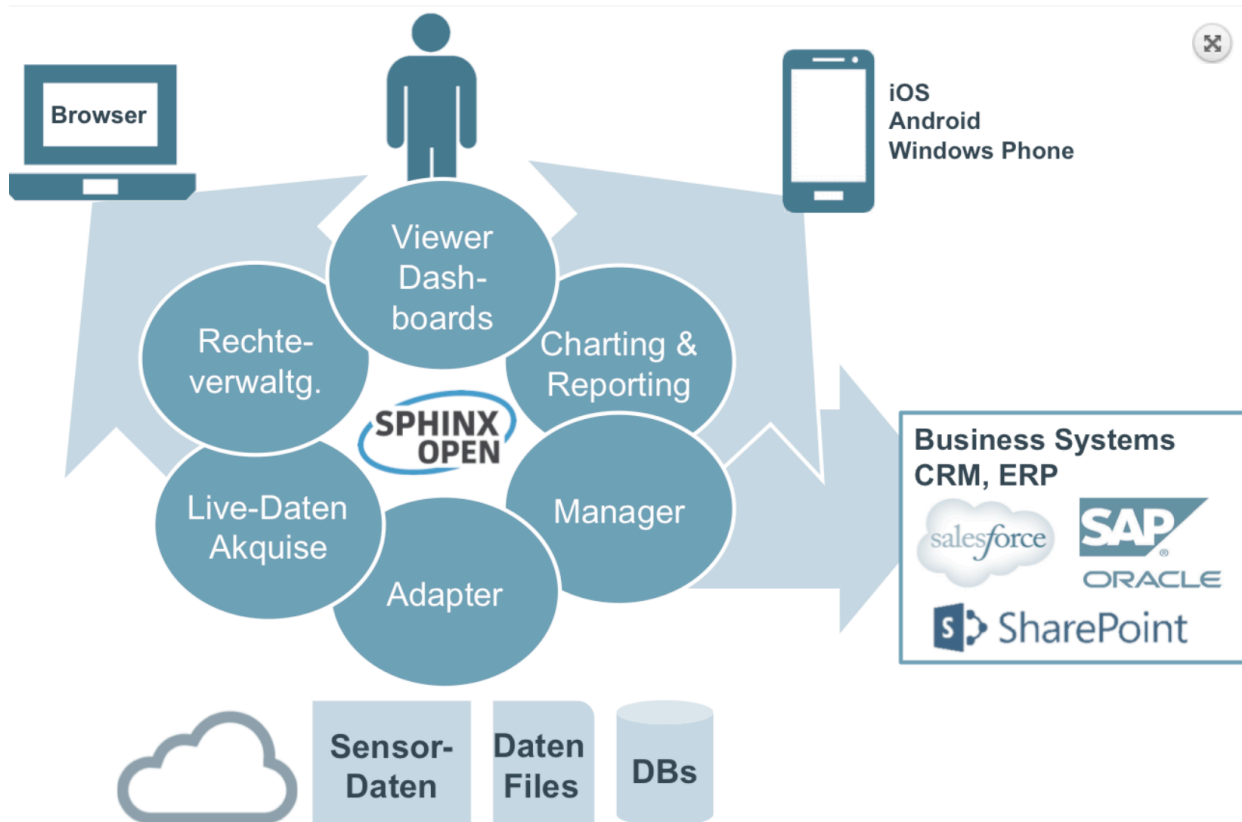 Browser
iOS
Android
Windows Phone
Viewer
Dash-
boards
Rechte-
verwaltg.
Charting &
Reporting
SPHINX
OPEN
Live-Daten
Akquise
Manager
Adapter
Business Systems
CRM, ERP
salesforce
SAP
®
ORACLE
S SharePoint
Sensor-
Daten
Daten
Files
DBs